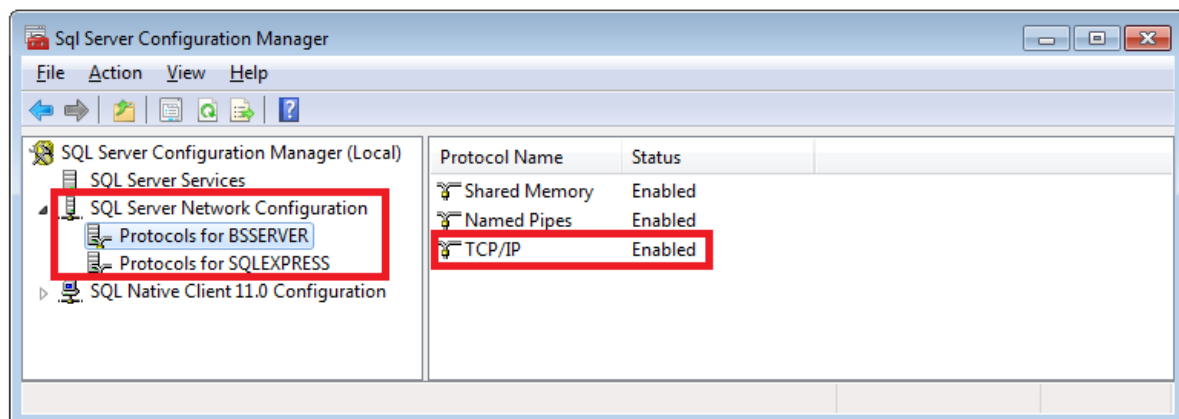 Sql Server Configuration Manager
File Action View Help
SQL Server Configuration Manager (Local)
SQL Server Services
SQL Server Network Configuration
Protocols for BSSERVER
Protocols for SQLEXPRESS
SQL Native Client 11.0 Configuration
Protocol Name Status
Shared Memory Enabled
Named Pipes Enabled
TCP/IP Enabled